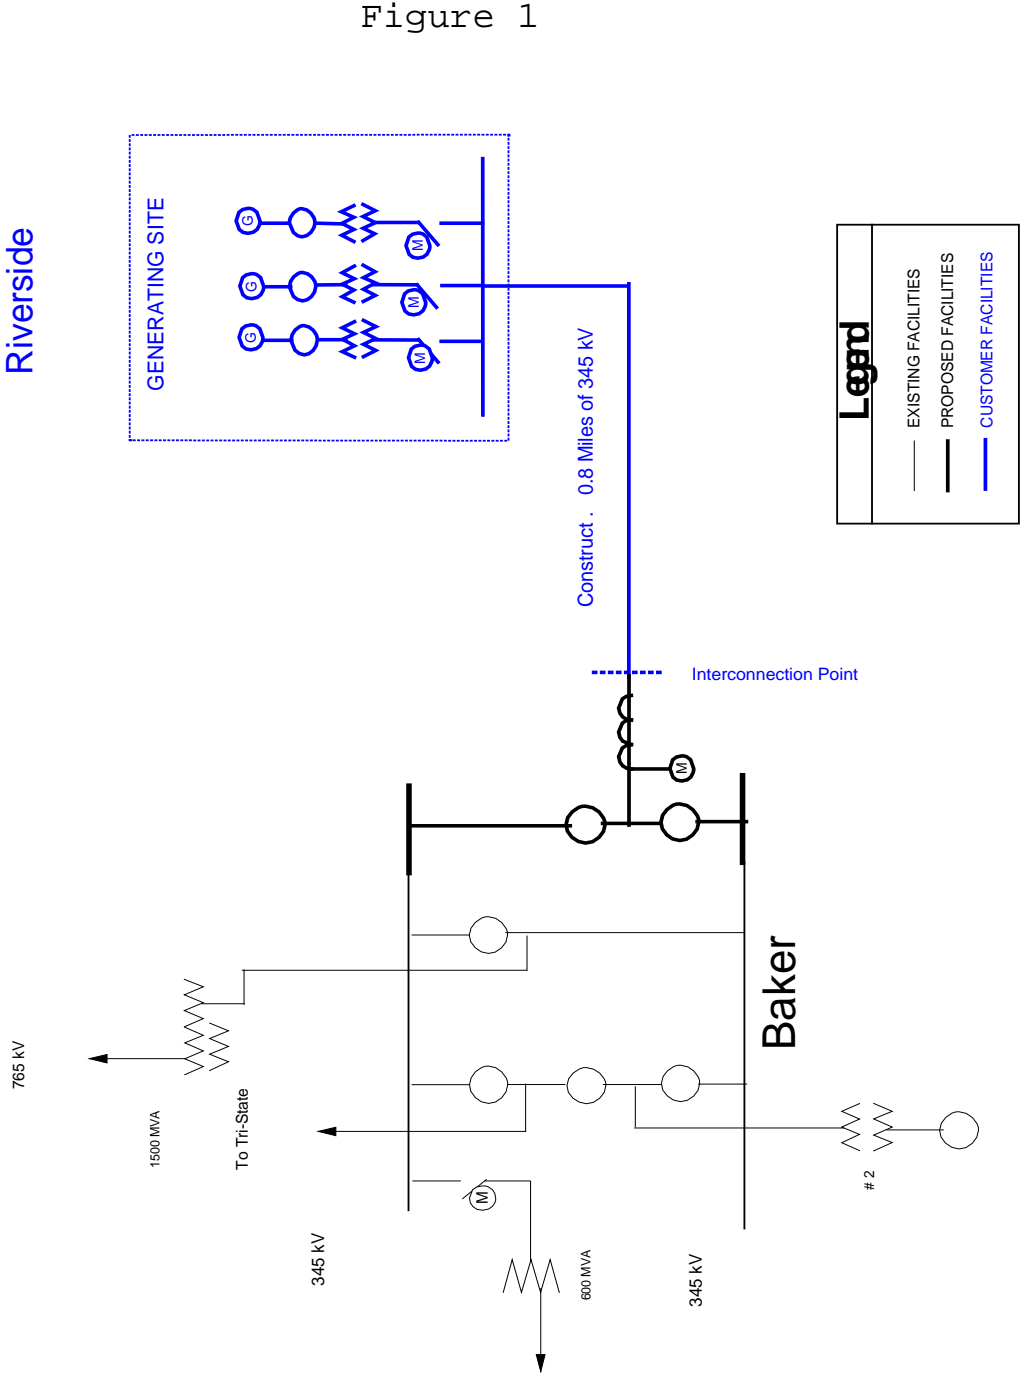 Figure 1
Riverside
GENERATING SITE
G
G
G
M
M
M
Construct . 0.8 Miles of 345 kV
Interconnection Point
M
Legend
EXISTING FACILITIES
PROPOSED FACILITIES
CUSTOMER FACILITIES
Baker
765 kV
1500 MVA
To Tri-State
345 kV
M
600 MVA
345 kV
# 2